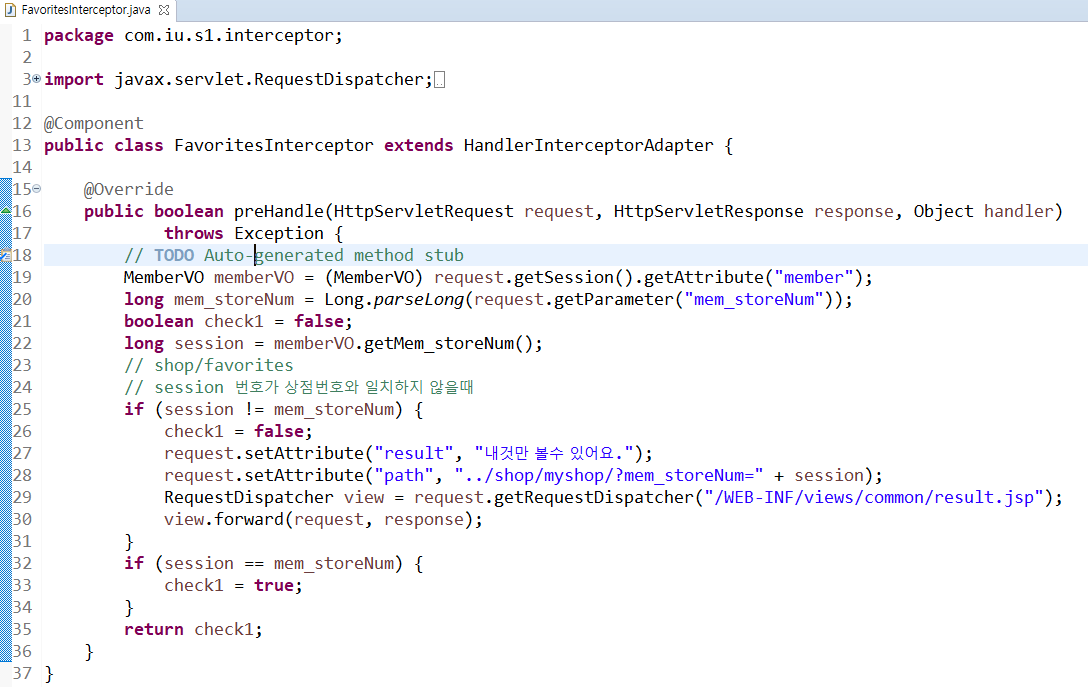 FavoritesInterceptor.java
1 package com.iu.s1.interceptor;
2
3 import javax.servlet.RequestDispatcher;
11
12 @Component
13 public class FavoritesInterceptor extends HandlerInterceptorAdapter {
14
15     @Override
16     public boolean preHandle(HttpServletRequest request, HttpServletResponse response, Object handler)
17             throws Exception {
18         // TODO Auto-generated method stub
19         MemberVO memberVO = (MemberVO) request.getSession().getAttribute("member");
20         long mem_storeNum = Long.parseLong(request.getParameter("mem_storeNum"));
21         boolean check1 = false;
22         long session = memberVO.getMem_storeNum();
23         // shop/favorites
24         // session 번호가 상점번호와 일치하지 않을때
25         if (session != mem_storeNum) {
26             check1 = false;
27             request.setAttribute("result", "내것만 볼수 있어요.");
28             request.setAttribute("path", "../shop/myshop/?mem_storeNum=" + session);
29             RequestDispatcher view = request.getRequestDispatcher("/WEB-INF/views/common/result.jsp");
30             view.forward(request, response);
31         }
32         if (session == mem_storeNum) {
33             check1 = true;
34         }
35         return check1;
36     }
37 }